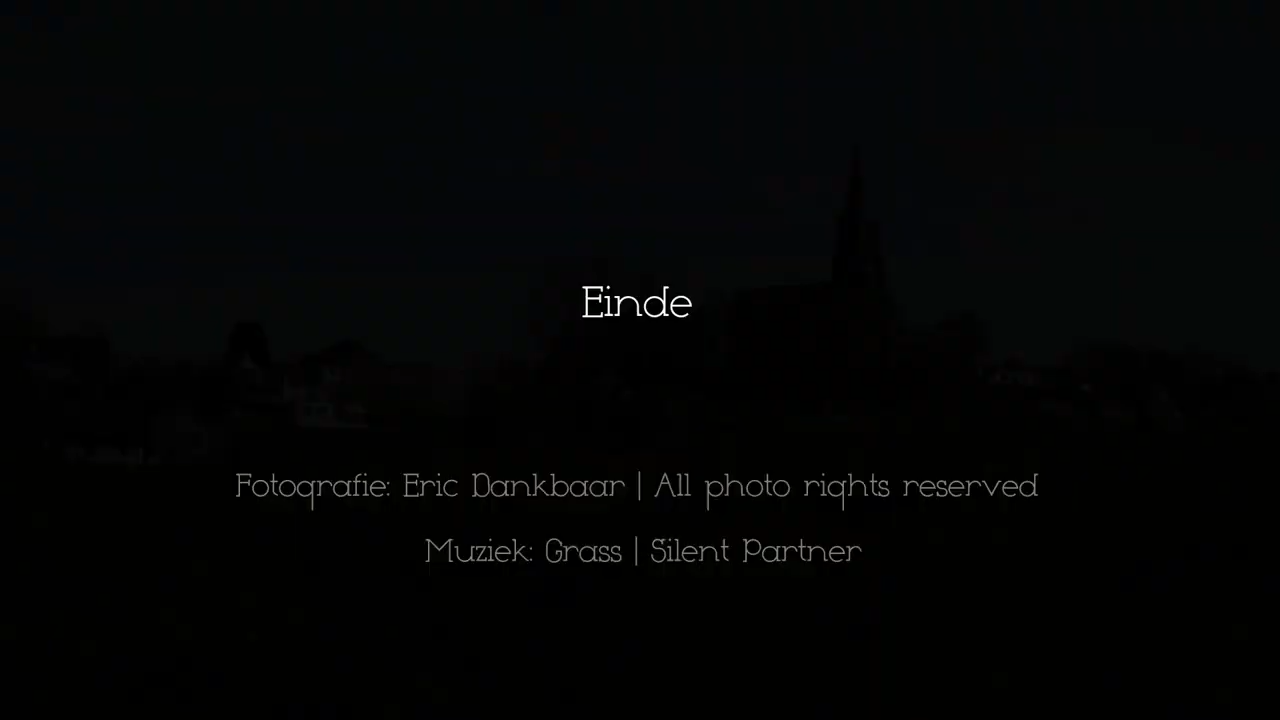 Einde
Fotografie: Eric Dankbaar | All photo rights reserved
Muziek: Grass | Silent Partner